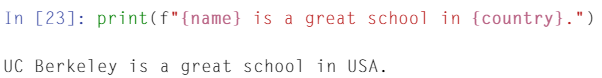 In [23]: print(f"{name} is a great school in {country}.")
UC Berkeley is a great school in USA.